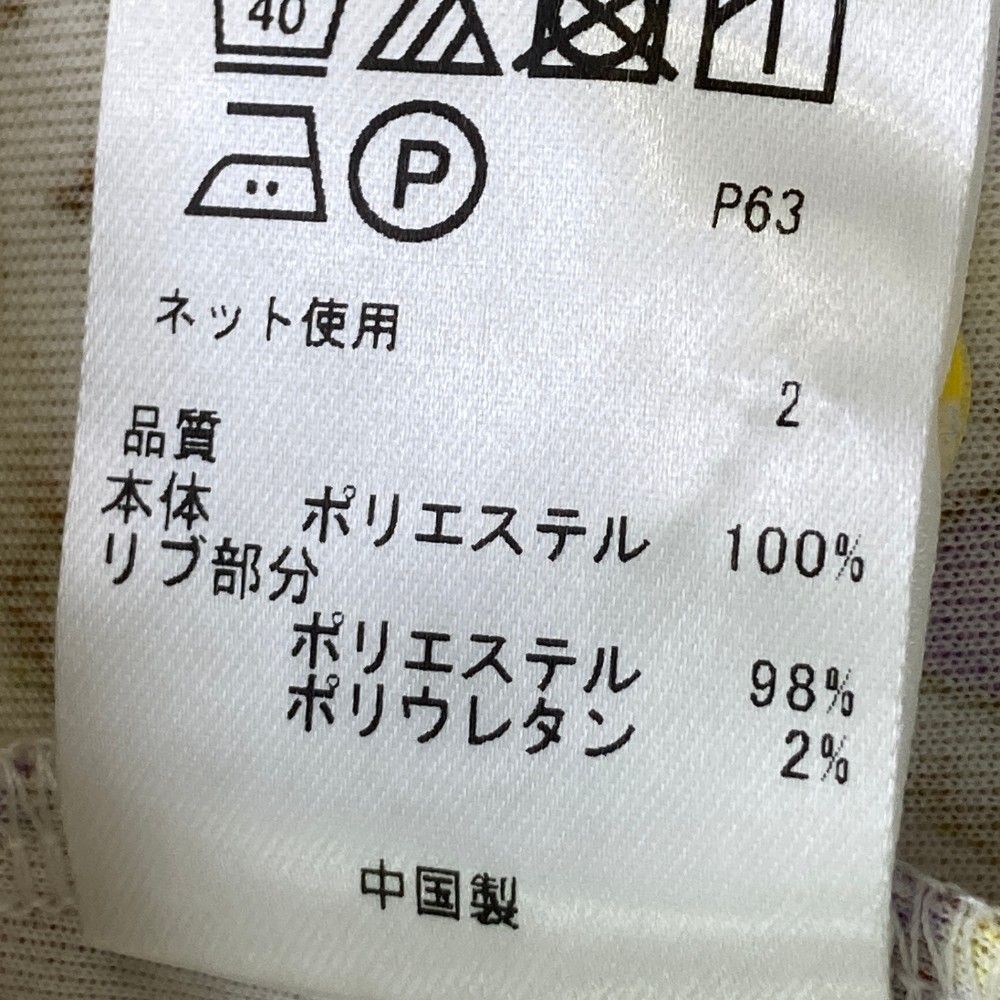 40
P
P63
ネット使用
2
品質
本体 ポリエステル 100%
リブ部分
ポリエステル 98%
ポリウレタン 2%
中国製